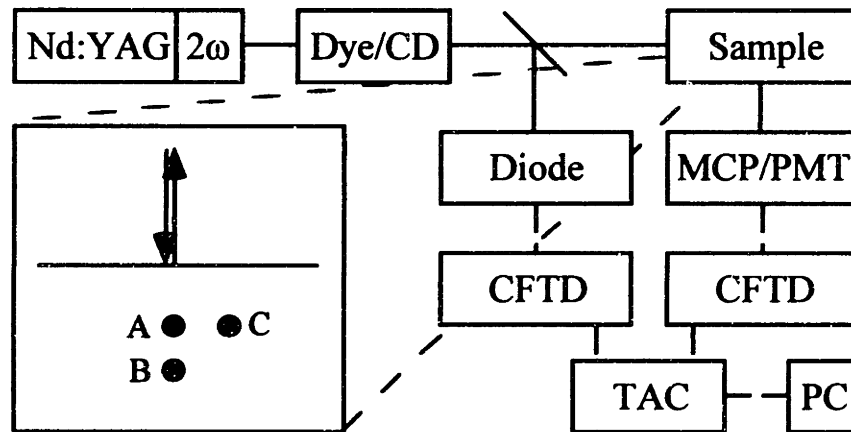 Nd:YAG 2ω Dye/CD Sample
Diode MCP/PMT
CFTD CFTD
A C
B
TAC PC